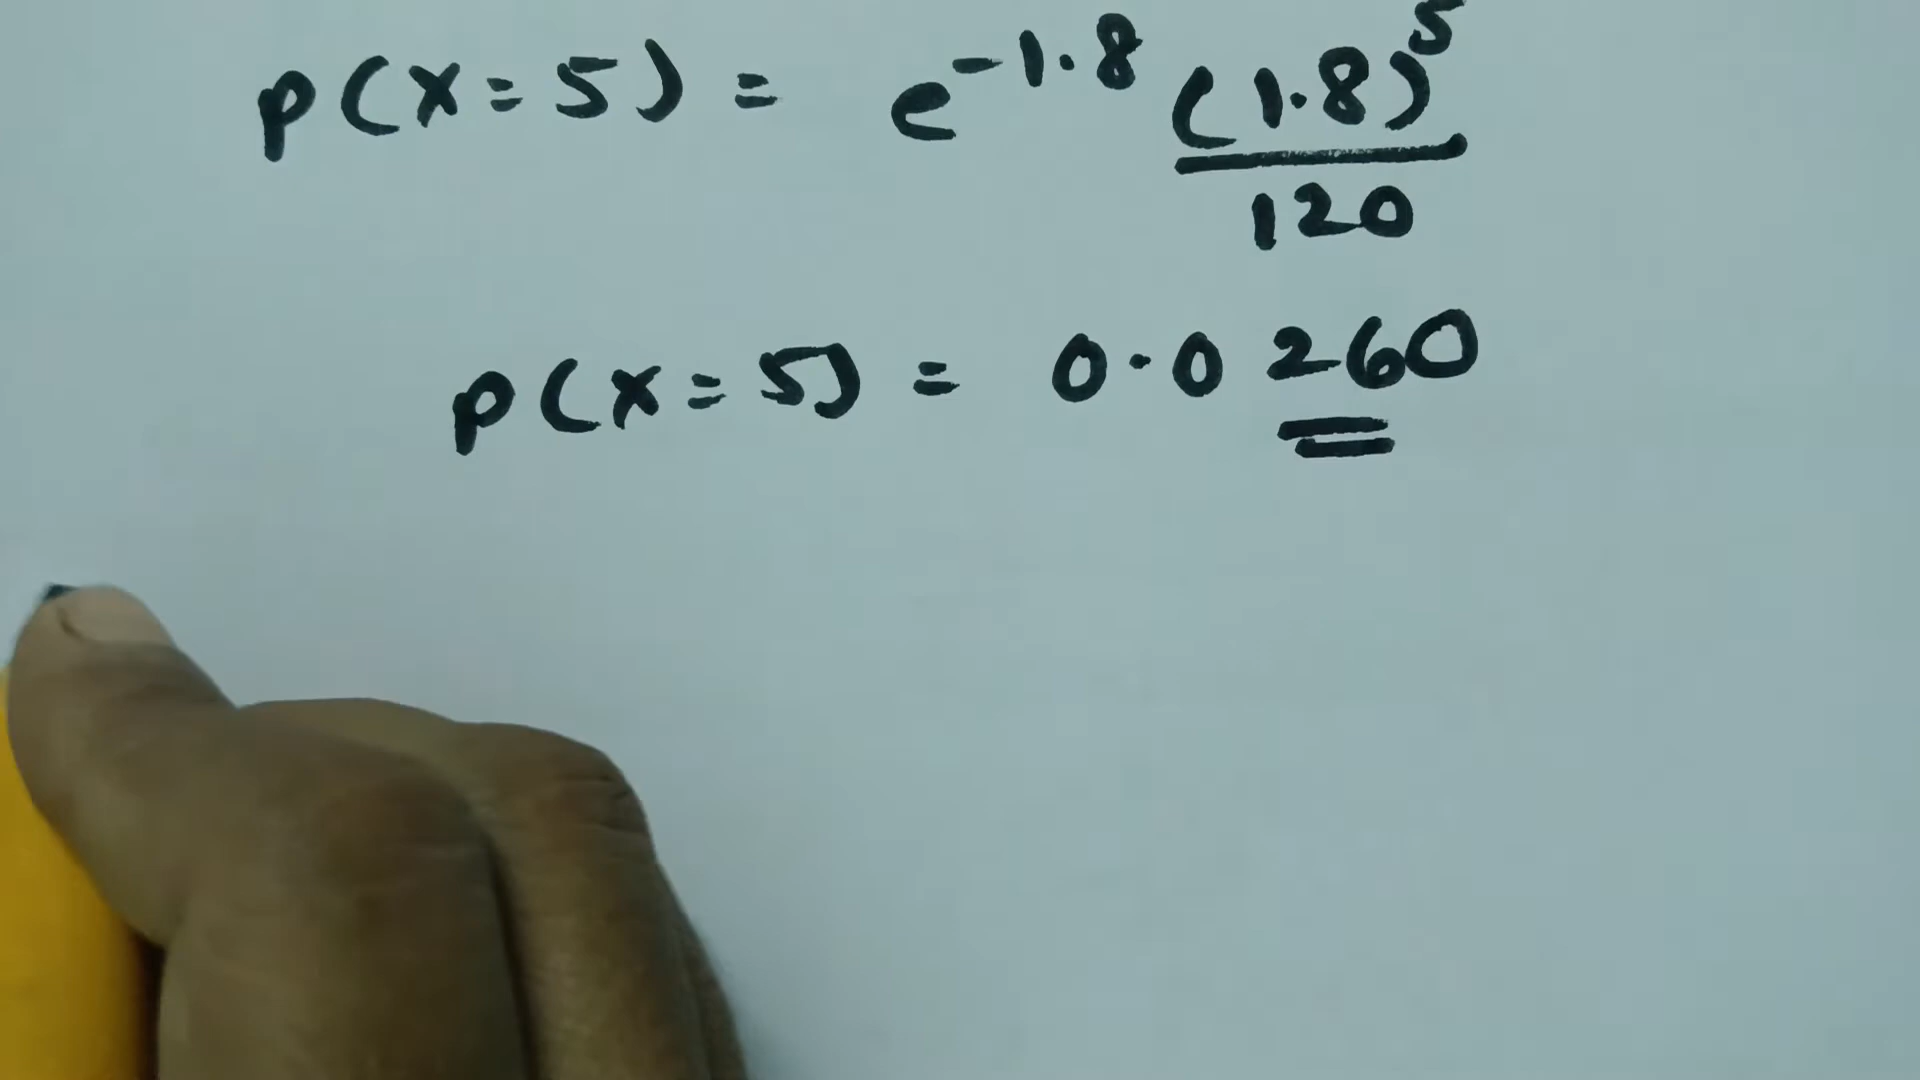 p(x=5) = e^-1.8 (1.8)^5
120
p(x=5) = 0.0260